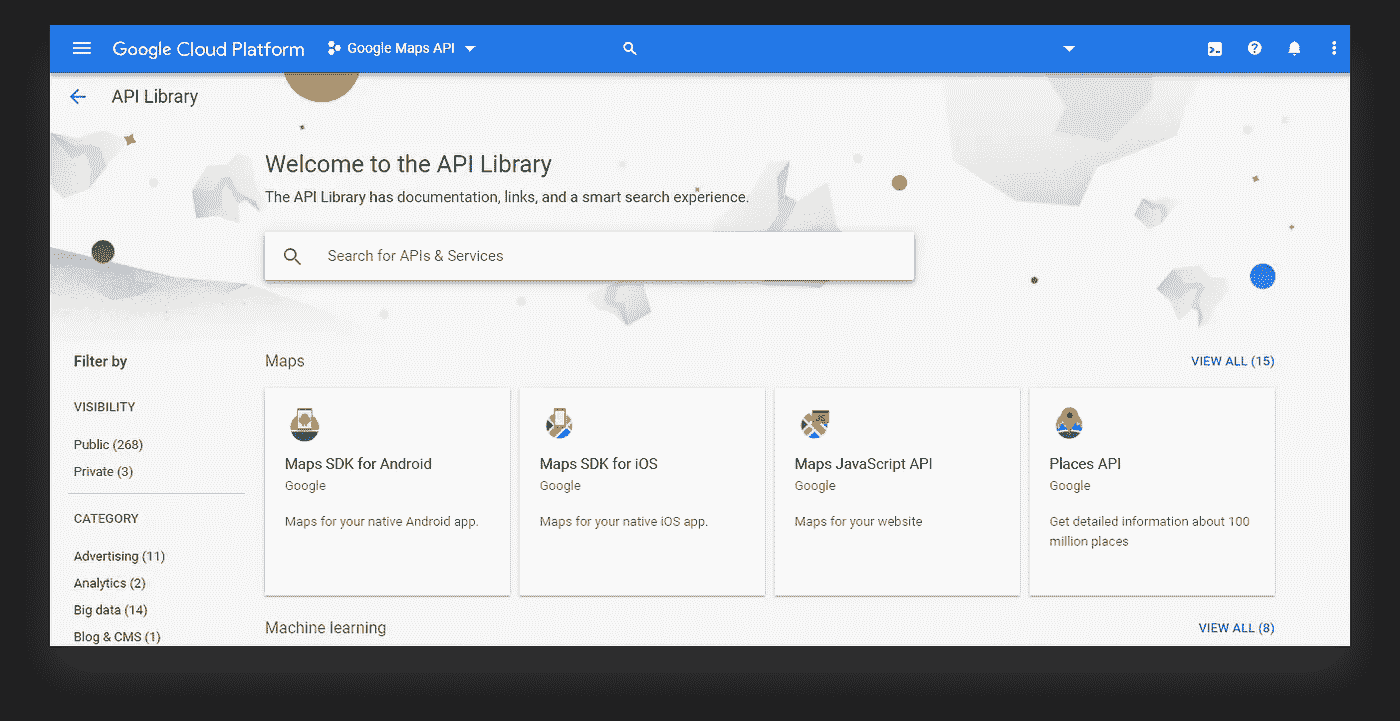 Google Cloud Platform
Google Maps API
API Library
Welcome to the API Library
The API Library has documentation, links, and a smart search experience.
Search for APIs & Services
Filter by
VISIBILITY
Public (268)
Private (3)
CATEGORY
Advertising (11)
Analytics (2)
Big data (14)
Blog & CMS (1)
Maps
VIEW ALL (15)
Maps SDK for Android
Google
Maps for your native Android app.
Maps SDK for iOS
Google
Maps for your native iOS app.
Maps JavaScript API
Google
Maps for your website
JS
Places API
Google
Get detailed information about 100
million places
Machine learning
VIEW ALL (8)